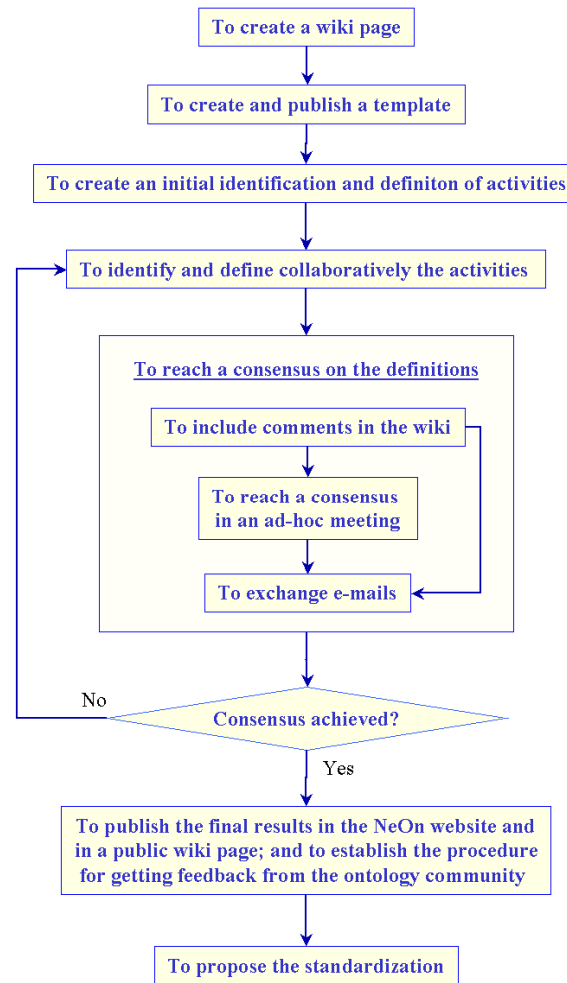 To create a wiki page
To create and publish a template
To create an initial identification and definiton of activities
To identify and define collaboratively the activities
To reach a consensus on the definitions
To include comments in the wiki
To reach a consensus
in an ad-hoc meeting
To exchange e-mails
No
Consensus achieved?
Yes
To publish the final results in the NeOn website and
in a public wiki page; and to establish the procedure
for getting feedback from the ontology community
To propose the standardization